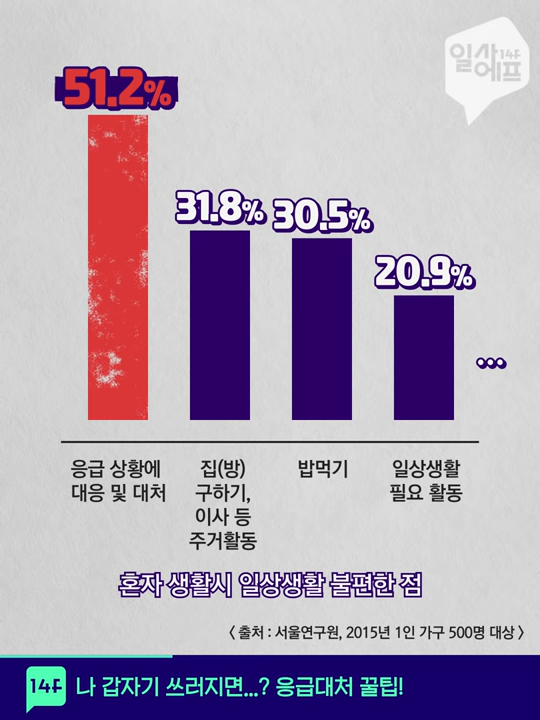 일사 14F
에프
51.2%
31.8%
30.5%
20.9%
...
응급 상황에
대응 및 대처
집(방)
구하기,
이사 등
주거활동
밥먹기
일상생활
필요 활동
혼자 생활시 일상생활 불편한 점
< 출처 : 서울연구원, 2015년 1인 가구 500명 대상 >
14F 나 갑자기 쓰러지면...? 응급대처 꿀팁!